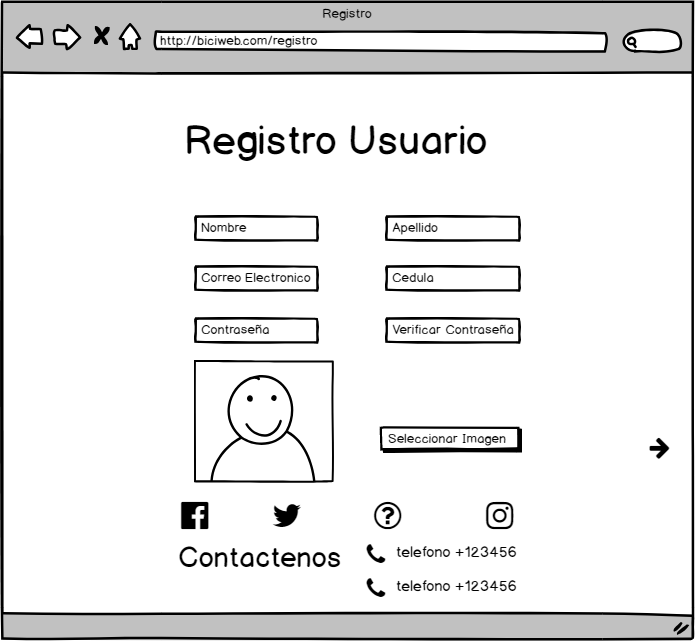 Registro
http://biciweb.com/registro
Registro Usuario
Nombre
Apellido
Correo Electronico
Cedula
Contraseña
Verificar Contraseña
Seleccionar Imagen
Contactenos
telefono +123456
telefono +123456